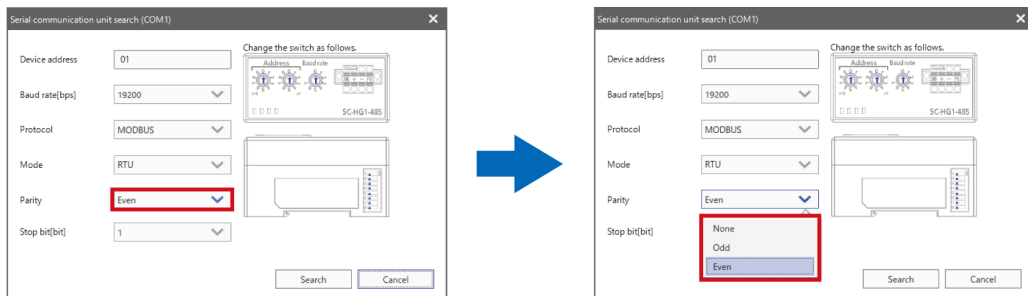 Serial communication unit search (COM1)
Device address
01
Change the switch as follows.
Address
Baud rate
SC-HG1-485
Baud rate[bps]
19200
Protocol
MODBUS
Mode
RTU
Parity
Even
Stop bit[bit]
1
Search
Cancel
Serial communication unit search (COM1)
Device address
01
Change the switch as follows.
Address
Baud rate
SC-HG1-485
Baud rate[bps]
19200
Protocol
MODBUS
Mode
RTU
Parity
Even
None
Odd
Even
Stop bit[bit]
Search
Cancel